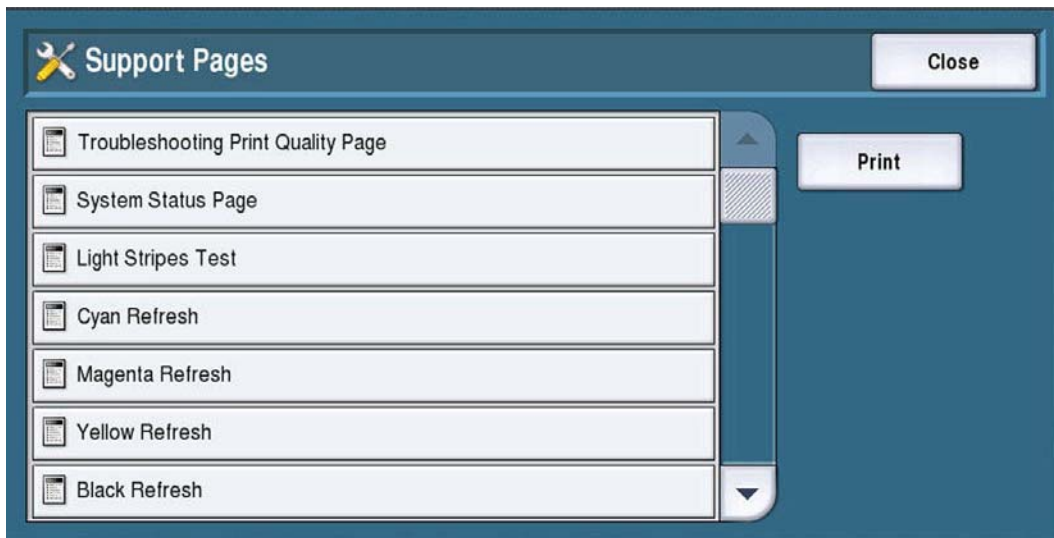 Support Pages
Close
Troubleshooting Print Quality Page
Print
System Status Page
Light Stripes Test
Cyan Refresh
Magenta Refresh
Yellow Refresh
Black Refresh